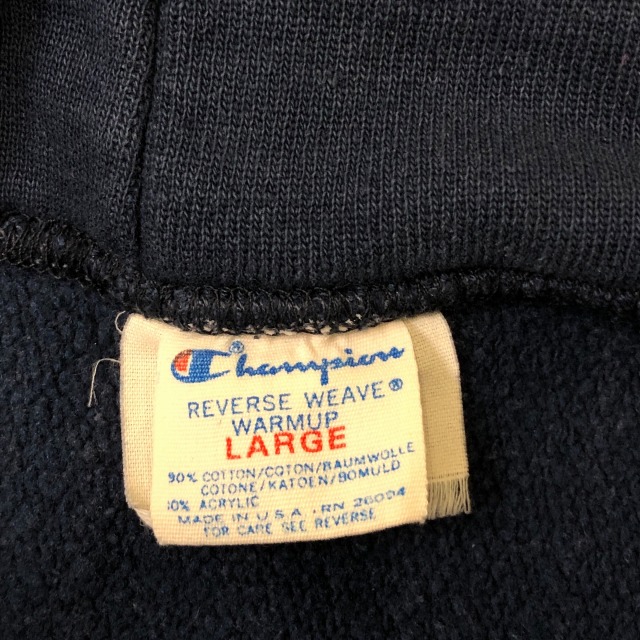 Champion®
REVERSE WEAVE®
WARMUP
LARGE
90% COTTON/COTON/BAUMWOLLE
COTONE/KATOEN/BOMULD
10% ACRYLIC
MADE IN U.S.A. RN 26094
FOR CARE SEE REVERSE